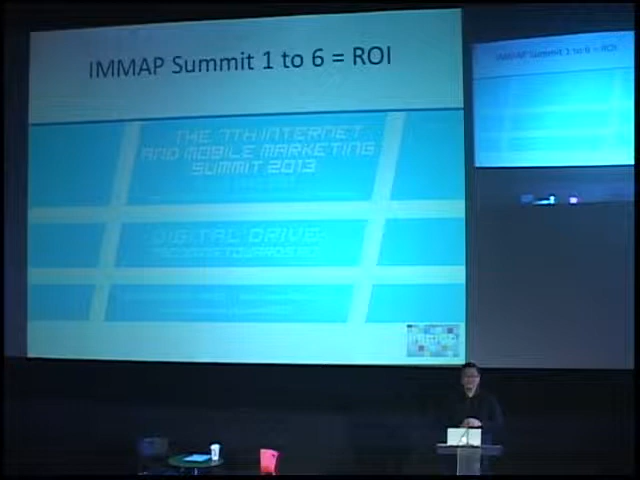 IMMAP Summit 1 to 6 = ROI
THE 7TH INTERNET
AND MOBILE MARKETING
SUMMIT 2013
DIGITAL DRIVE:
IMMAP Summit 1 to 6 = ROI